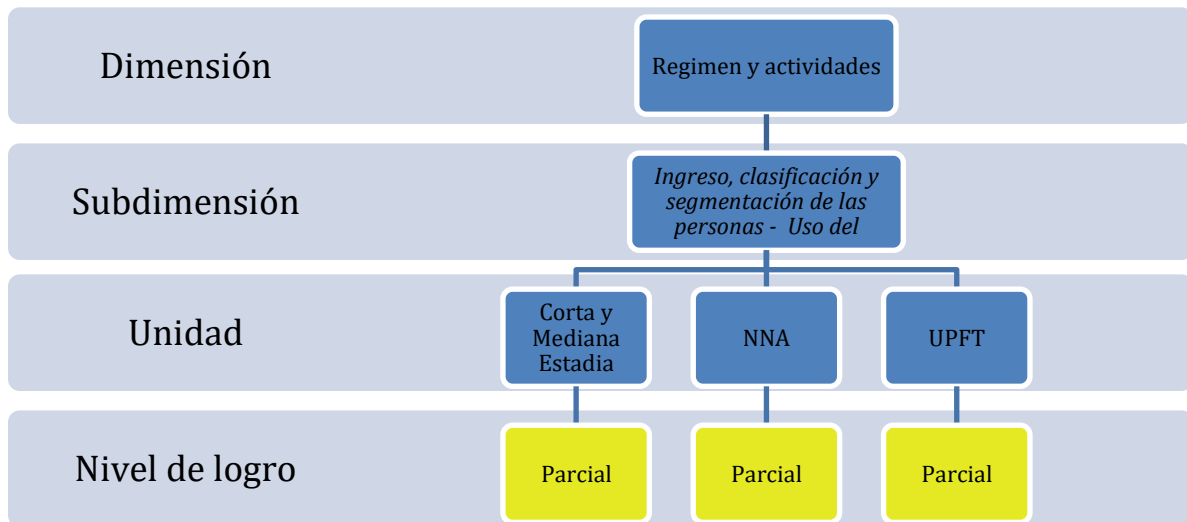 Dimensión
Regimen y actividades
Subdimensión
Ingreso, clasificación y
segmentación de las
personas - Uso del
Unidad
Corta y
Mediana
Estadia
NNA
UPFT
Nivel de logro
Parcial
Parcial
Parcial